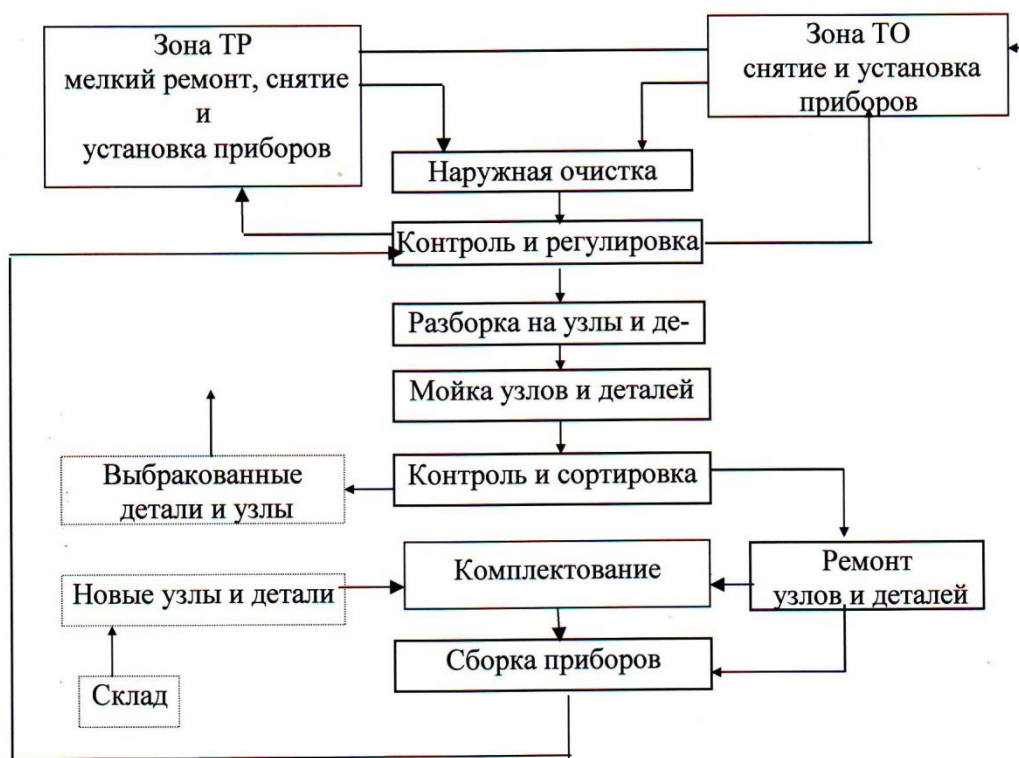 Зона ТР
мелкий ремонт, снятие
и
установка приборов
Зона ТО
снятие и установка
приборов
Наружная очистка
Контроль и регулировка
Разборка на узлы и де-
Мойка узлов и деталей
Выбракованные
детали и узлы
Контроль и сортировка
Новые узлы и детали
Комплектование
Ремонт
узлов и деталей
Сборка приборов
Склад